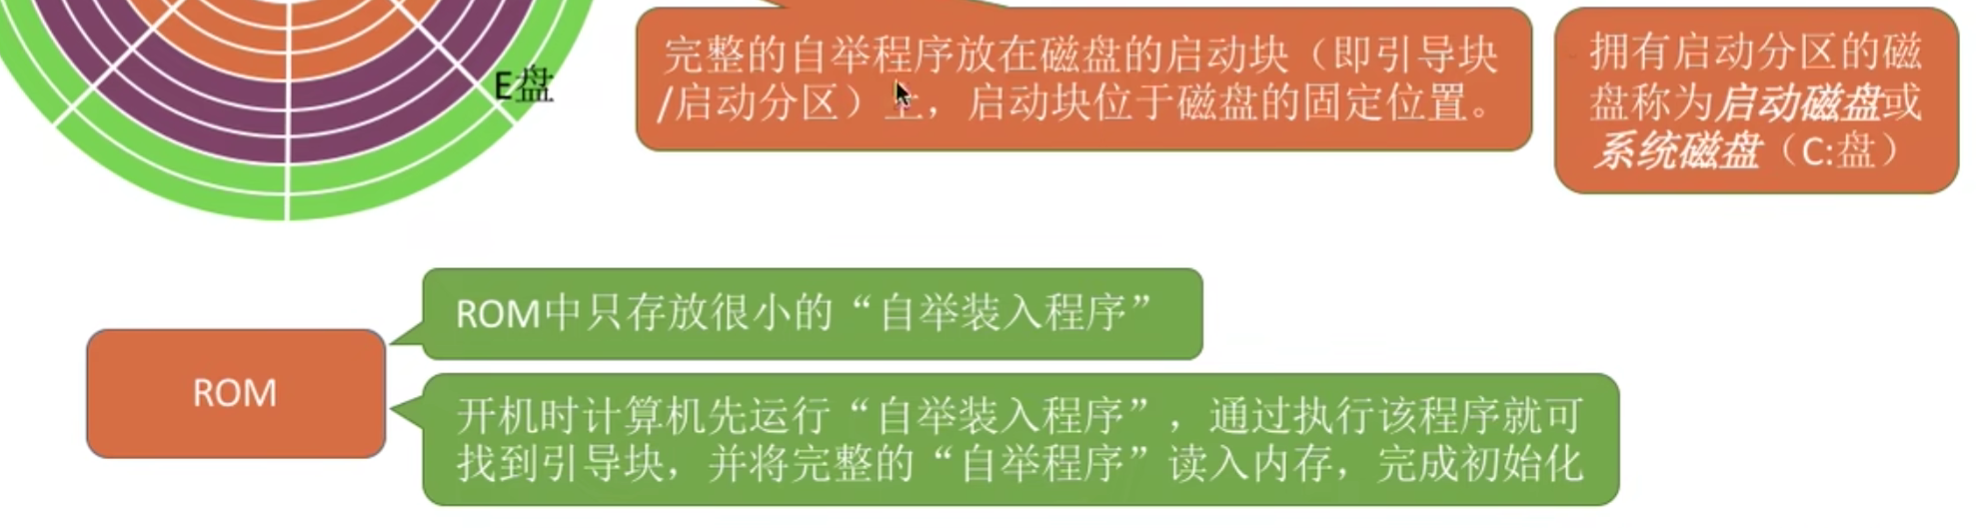 E盘
完整的自举程序放在磁盘的启动块（即引导块
/启动分区）上，启动块位于磁盘的固定位置。
拥有启动分区的磁
盘称为启动磁盘或
系统磁盘（C:盘）
ROM中只存放很小的“自举装入程序”
ROM
开机时计算机先运行“自举装入程序”，通过执行该程序就可
找到引导块，并将完整的“自举程序”读入内存，完成初始化